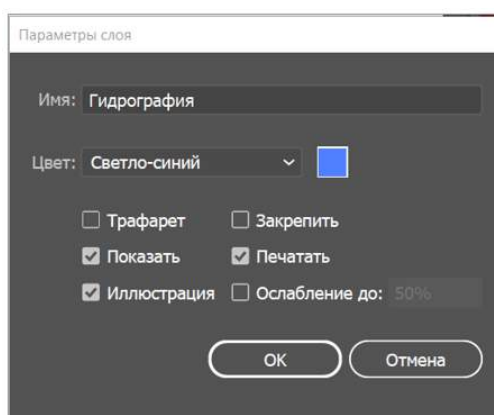 Параметры слоя
Имя: Гидрография
Цвет: Светло-синий
Трафарет Закрепить
Показать Печатать
Иллюстрация Ослабление до: 50%
ОК Отмена